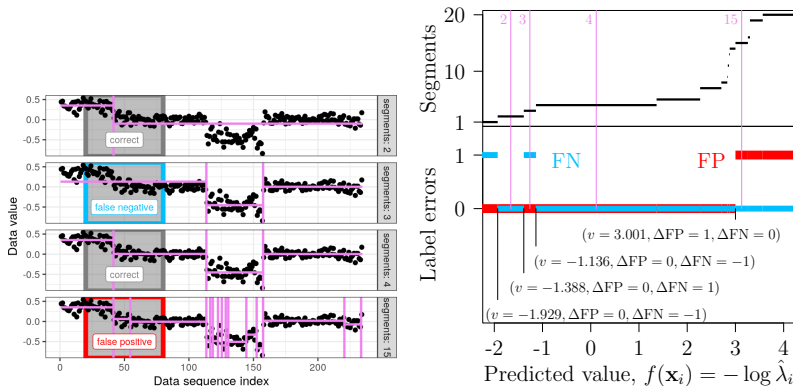 Data value
0.5
0.0
-0.5
correct
segments: 2
0.5
0.0
-0.5
false negative
segments: 3
0.5
0.0
-0.5
correct
segments: 4
0.5
0.0
-0.5
false positive
segments: 15
0 50 100 150 200
Data sequence index
Segments
20
10
1
2 3 4 15
Label errors
1
0
FN FP
(v = 3.001, ΔFP = 1, ΔFN = 0)
(v = −1.136, ΔFP = 0, ΔFN = −1)
(v = −1.388, ΔFP = 0, ΔFN = 1)
(v = −1.929, ΔFP = 0, ΔFN = −1)
-2 -1 0 1 2 3 4
Predicted value, f(x_i) = − log λ̂_i